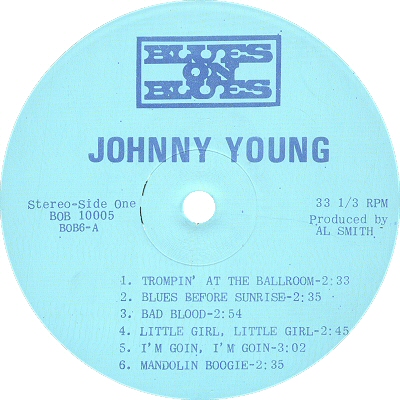 BLUES
ON
BLUES
JOHNNY YOUNG
Stereo-Side One
BOB 10005
BOB6-A
33 1/3 RPM
Produced by
AL SMITH
1. TROMPIN' AT THE BALLROOM-2:33
2. BLUES BEFORE SUNRISE-2:35
3. BAD BLOOD-2:54
4. LITTLE GIRL, LITTLE GIRL-2:45
5. I'M GOIN, I'M GOIN-3:02
6. MANDOLIN BOOGIE-2:35